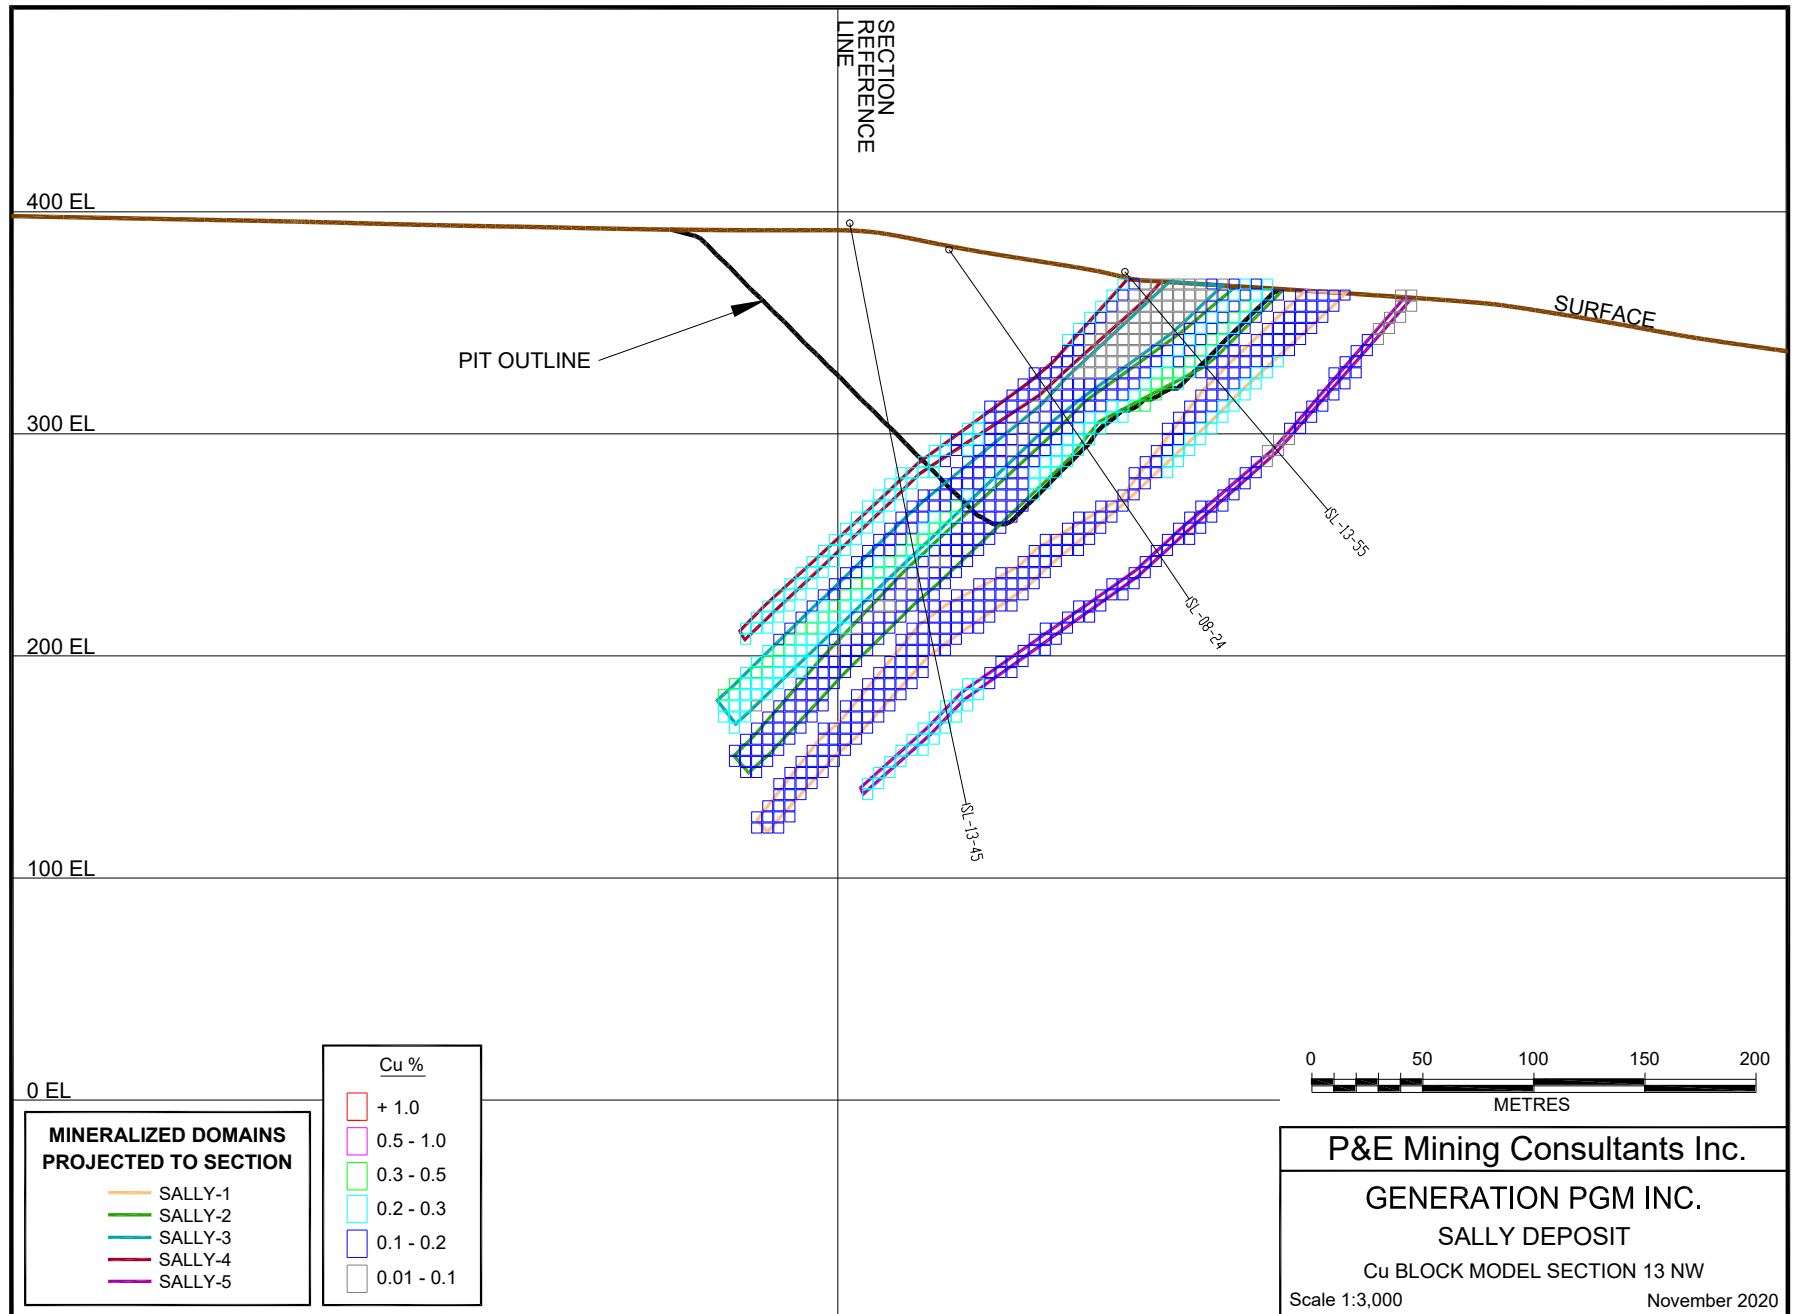 SECTION
REFERENCE
LINE
400 EL
SURFACE
PIT OUTLINE
300 EL
SL-13-55
SL-08-24
200 EL
SL-13-45
100 EL
0 EL
MINERALIZED DOMAINS
PROJECTED TO SECTION
SALLY-1
SALLY-2
SALLY-3
SALLY-4
SALLY-5
Cu %
+ 1.0
0.5 - 1.0
0.3 - 0.5
0.2 - 0.3
0.1 - 0.2
0.01 - 0.1
0 50 100 150 200
METRES
P&E Mining Consultants Inc.
GENERATION PGM INC.
SALLY DEPOSIT
Cu BLOCK MODEL SECTION 13 NW
Scale 1:3,000 November 2020